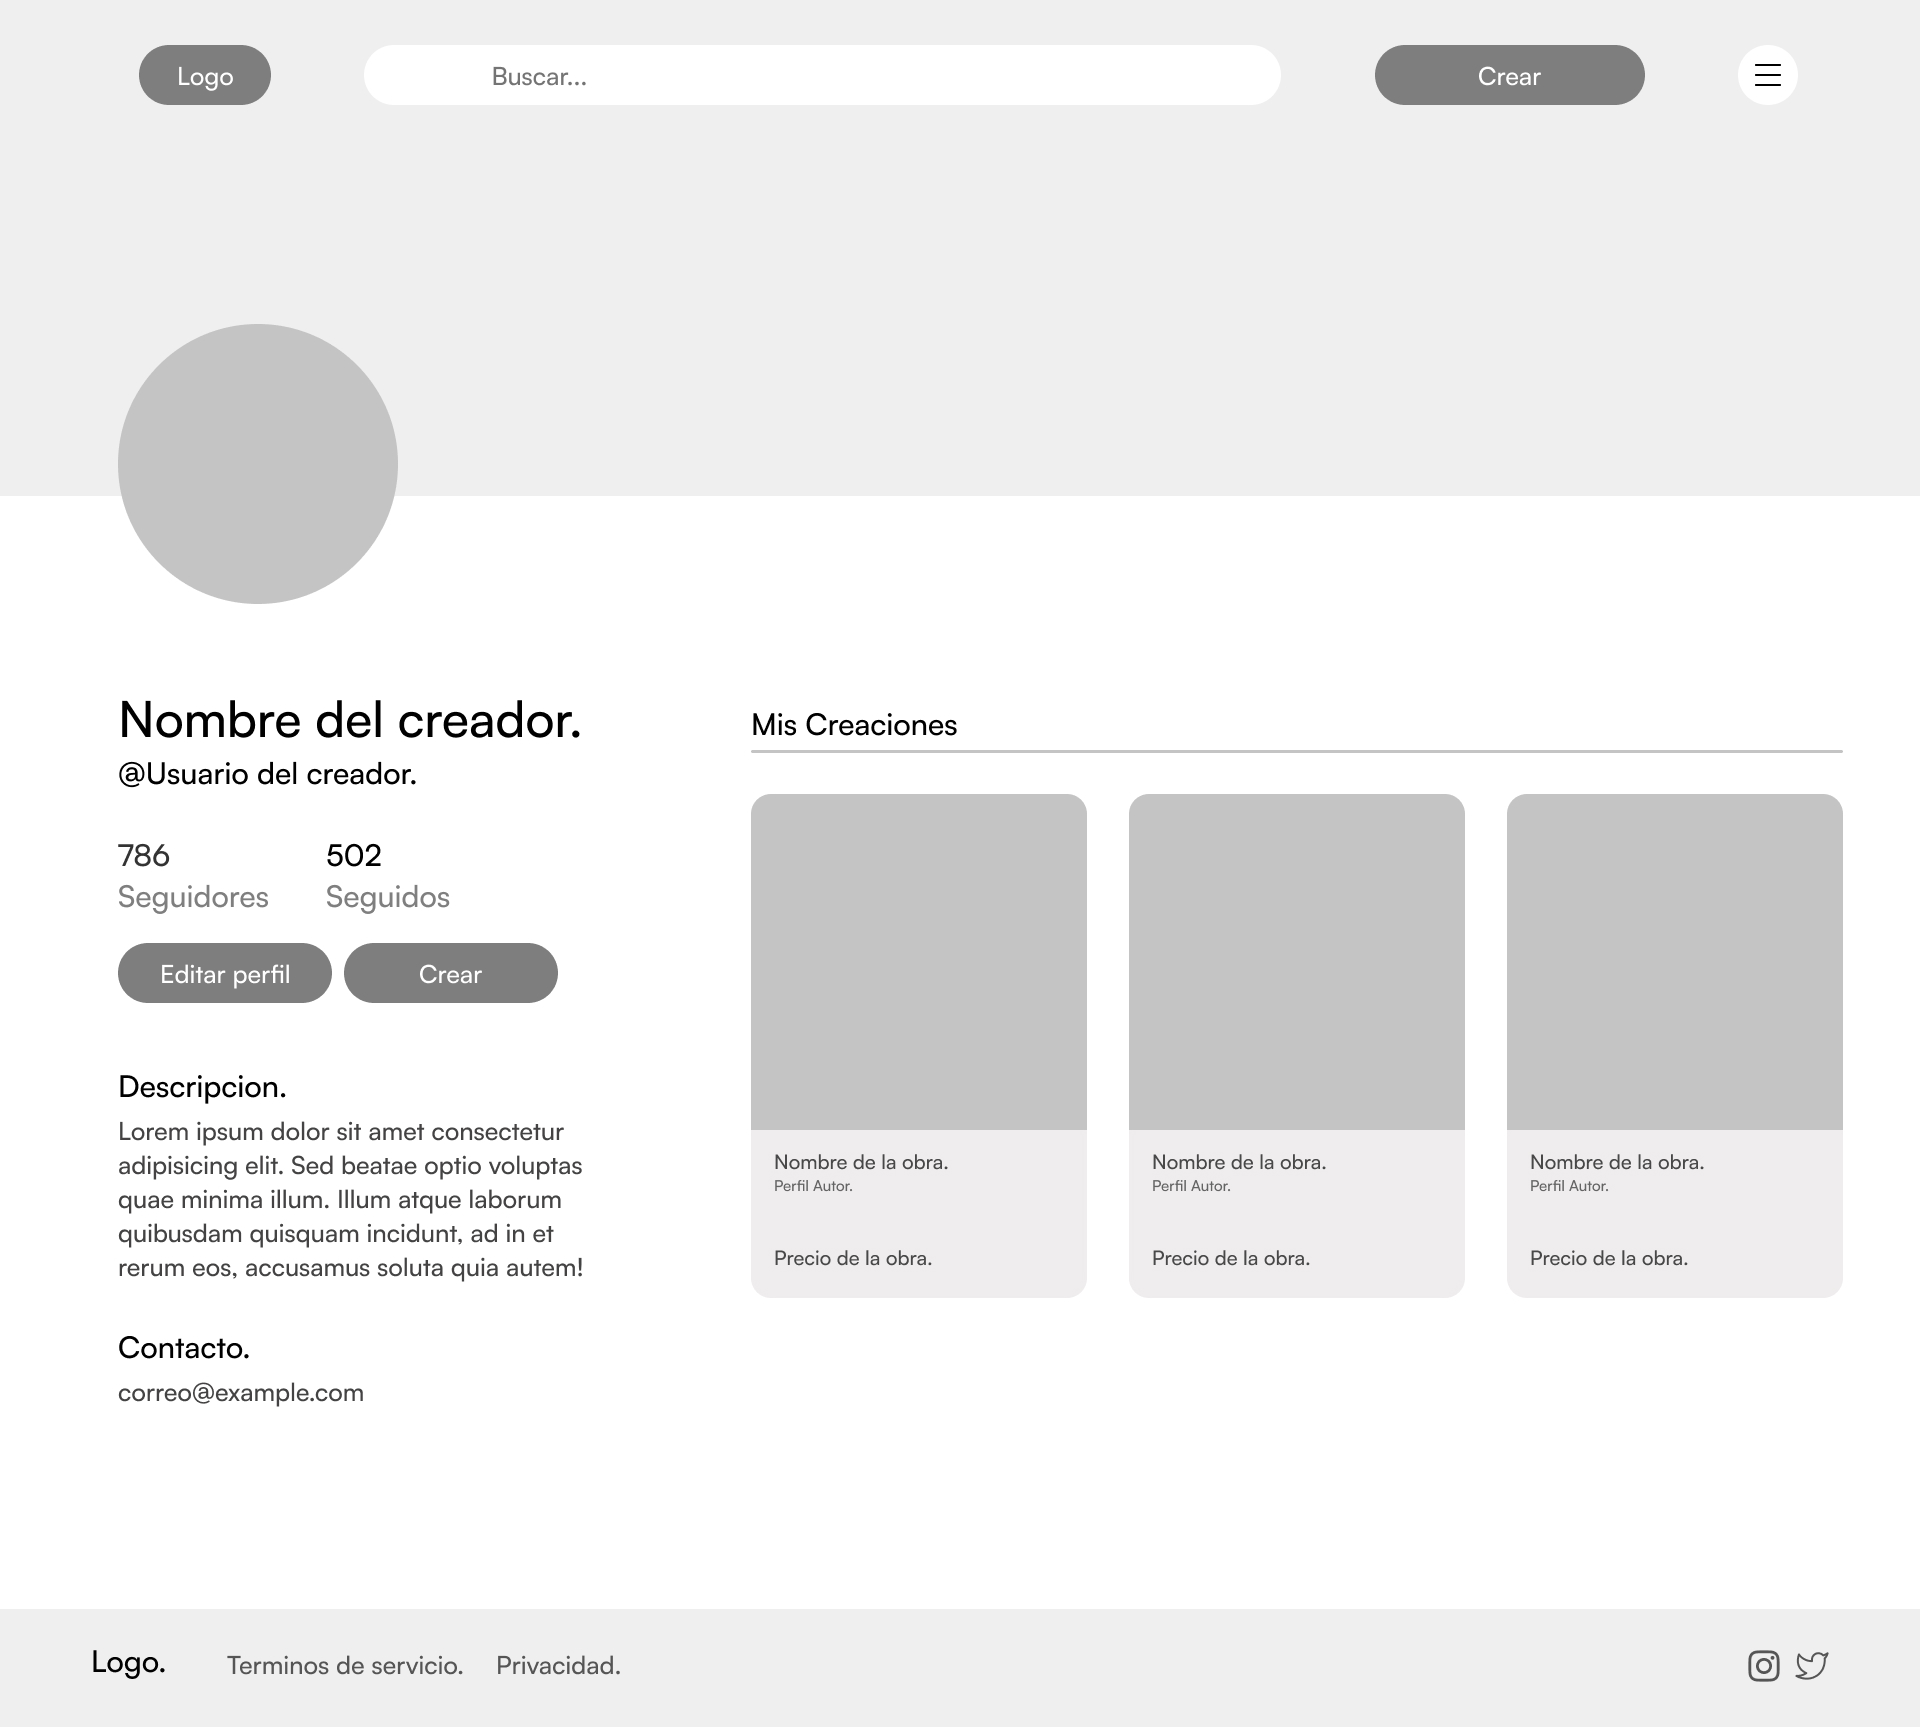 Logo
Buscar...
Crear
Nombre del creador.
@Usuario del creador.
786
Seguidores
502
Seguidos
Editar perfil
Crear
Descripcion.
Lorem ipsum dolor sit amet consectetur
adipisicing elit. Sed beatae optio voluptas
quae minima illum. Illum atque laborum
quibusdam quisquam incidunt, ad in et
rerum eos, accusamus soluta quia autem!
Contacto.
correo@example.com
Mis Creaciones
Nombre de la obra.
Perfil Autor.
Precio de la obra.
Nombre de la obra.
Perfil Autor.
Precio de la obra.
Nombre de la obra.
Perfil Autor.
Precio de la obra.
Logo.
Terminos de servicio.
Privacidad.